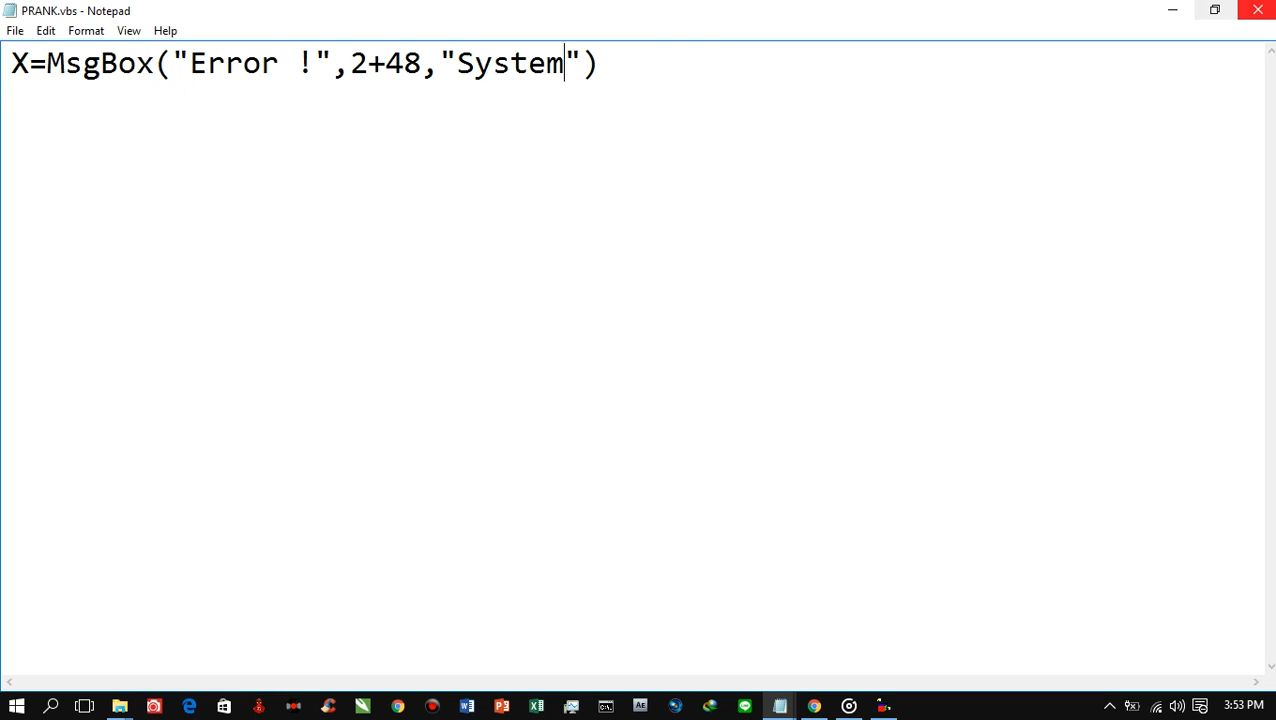 PRANK.vbs - Notepad
File Edit Format View Help
X=MsgBox("Error !",2+48,"System")
3:53 PM